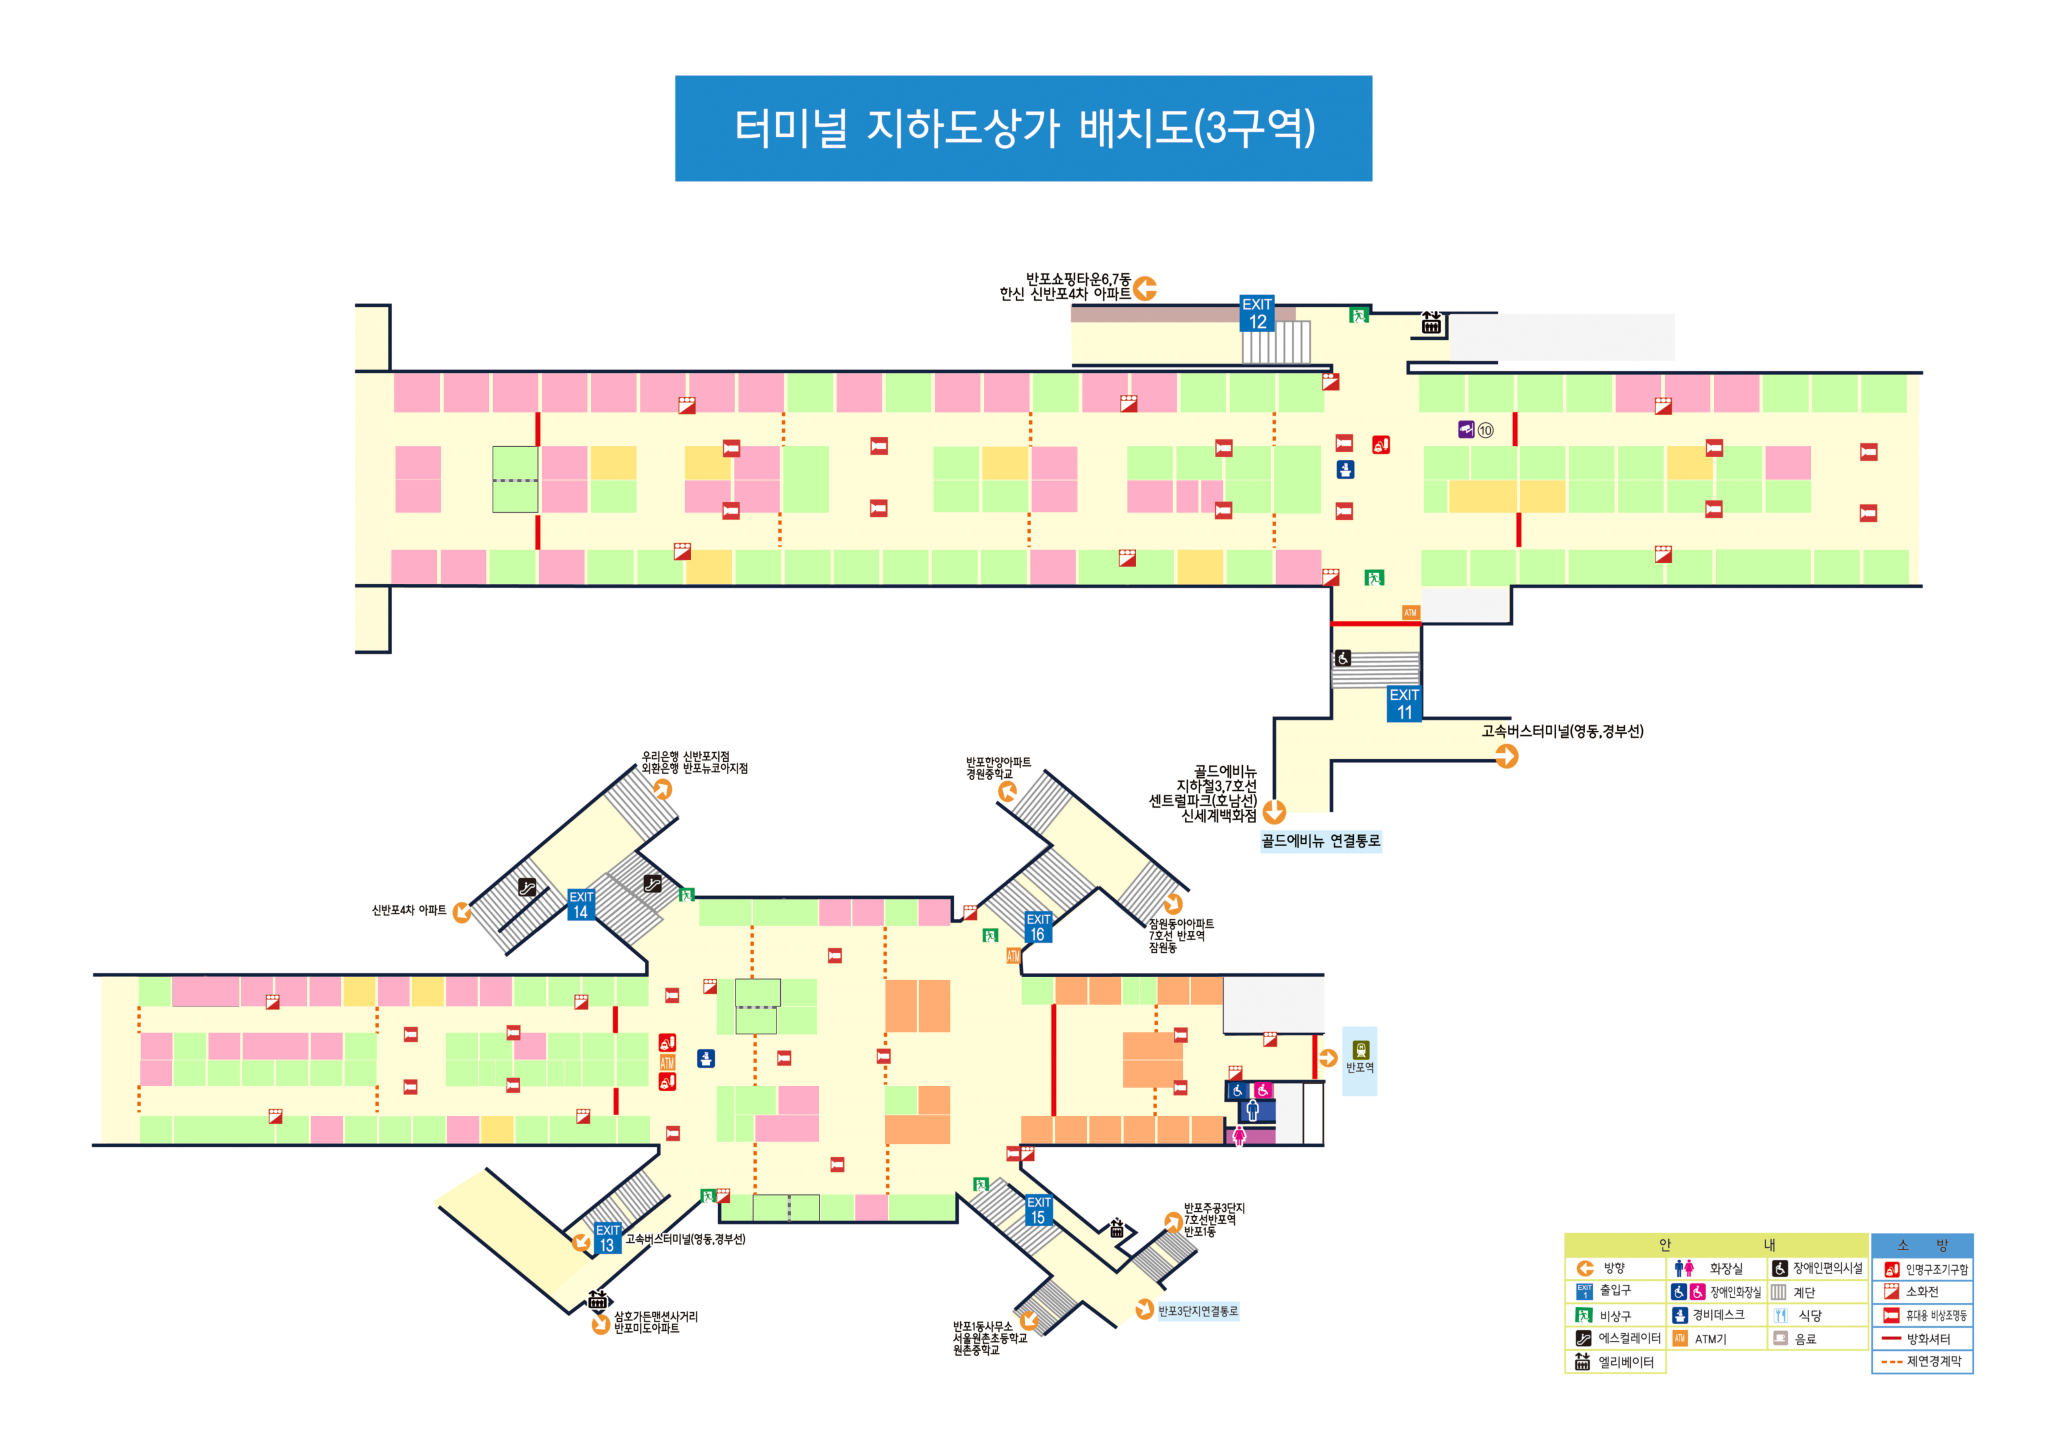 터미널 지하도상가 배치도(3구역)
반포쇼핑타운6,7동
한신 신반포4차 아파트
EXIT
12
⑩
ATM
EXIT
11
고속버스터미널(영동,경부선)
골드에비뉴
지하철3,7호선
센트럴파크(호남선)
신세계백화점
골드에비뉴 연결통로
우리은행 신반포지점
외환은행 반포뉴코아지점
반포한양아파트
경원중학교
신반포4차 아파트
EXIT
14
EXIT
16
잠원동아아파트
7호선 반포역
잠원동
ATM
ATM
반포역
EXIT
13
고속버스터미널(영동,경부선)
삼호가든맨션사거리
반포미도아파트
EXIT
15
반포주공3단지
7호선반포역
반포1동
반포3단지연결통로
반포1동사무소
서울원촌초등학교
원촌중학교
안 내
방향
화장실
장애인편의시설
EXIT
1
출입구
장애인화장실
계단
비상구
경비데스크
식당
에스컬레이터
ATM
ATM기
음료
엘리베이터
소 방
인명구조기구함
소화전
휴대용 비상조명등
방화셔터
제연경계막